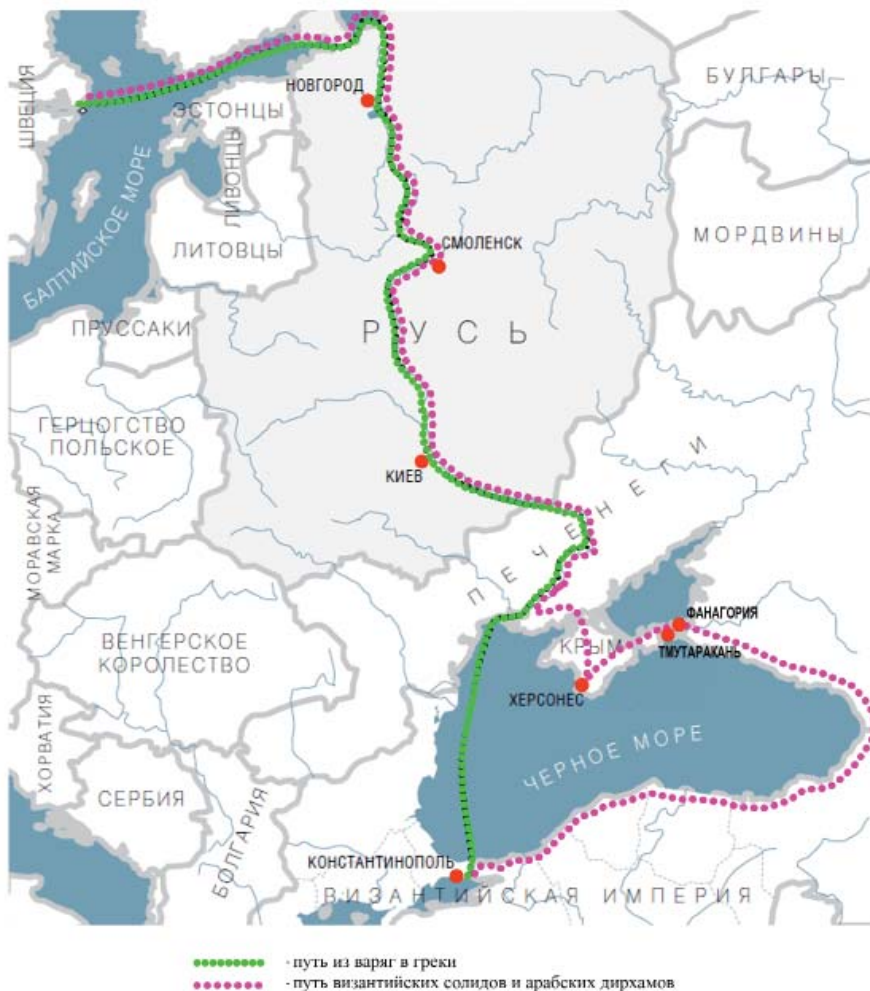 БУЛГАРЫ
НОВГОРОД
ШВЕЦИЯ
ЭСТОНЦЫ
ЛИВОНЦЫ
БАЛТИЙСКОЕ МОРЕ
ЛИТОВЦЫ
СМОЛЕНСК
МОРДВИНЫ
ПРУССАКИ
РУСЬ
ГЕРЦОГСТВО
ПОЛЬСКОЕ
КИЕВ
ПЕЧЕНЕГИ
МОРАВСКАЯ
МАРКА
ВЕНГЕРСКОЕ
КОРОЛЕВСТВО
ФАНАГОРИЯ
КРЫМ
ТМУТАРАКАНЬ
ХЕРСОНЕС
ХОРВАТИЯ
ЧЕРНОЕ МОРЕ
СЕРБИЯ
БОЛГАРИЯ
КОНСТАНТИНОПОЛЬ
ВИЗАНТИЙСКАЯ ИМПЕРИЯ
- путь из варяг в греки
- путь византийских солидов и арабских дирхамов